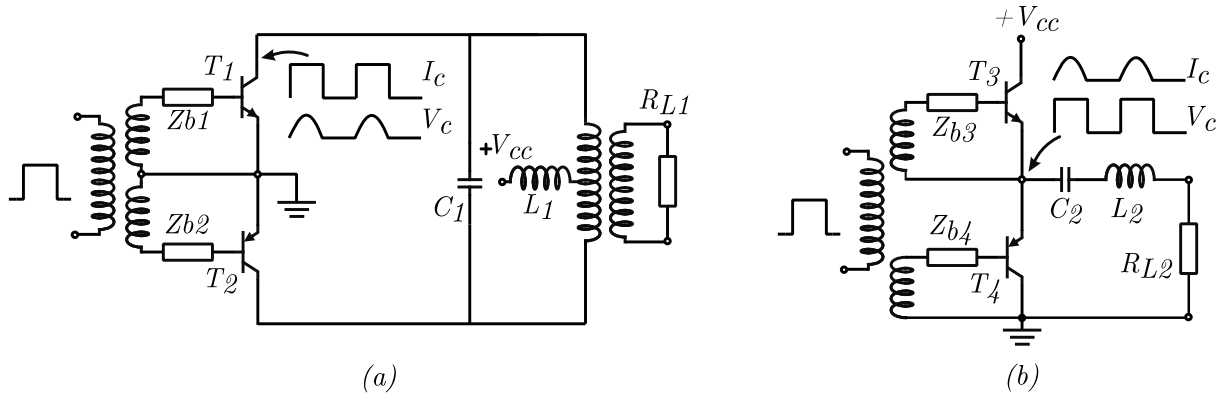 T1
Ic
Zb1
Vc
+Vcc
RL1
C1
L1
Zb2
T2
(a)
+Vcc
T3
Ic
Zb3
Vc
C2
L2
Zb4
T4
RL2
(b)